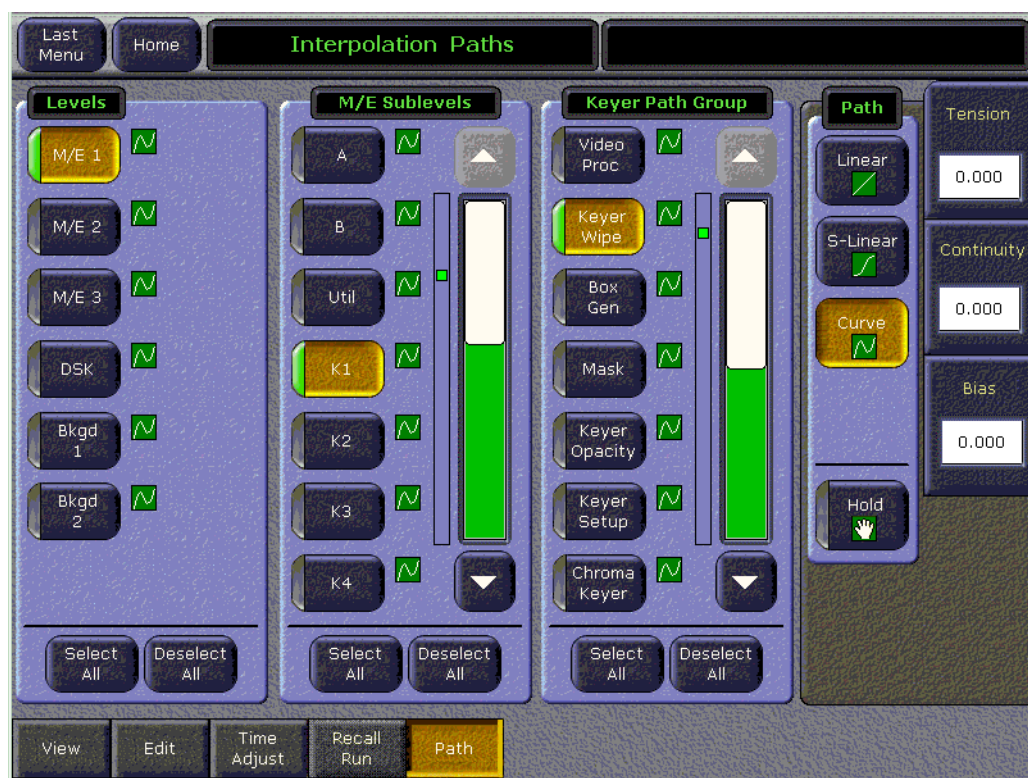 Last
Menu
Home
Interpolation Paths
Levels
M/E 1
M/E 2
M/E 3
DSK
Bkgd
1
Bkgd
2
Select
All
Deselect
All
M/E Sublevels
A
B
Util
K1
K2
K3
K4
Select
All
Deselect
All
Keyer Path Group
Video
Proc
Keyer
Wipe
Box
Gen
Mask
Keyer
Opacity
Keyer
Setup
Chroma
Keyer
Select
All
Deselect
All
Path
Linear
S-Linear
Curve
Hold
Tension
0.000
Continuity
0.000
Bias
0.000
View
Edit
Time
Adjust
Recall
Run
Path